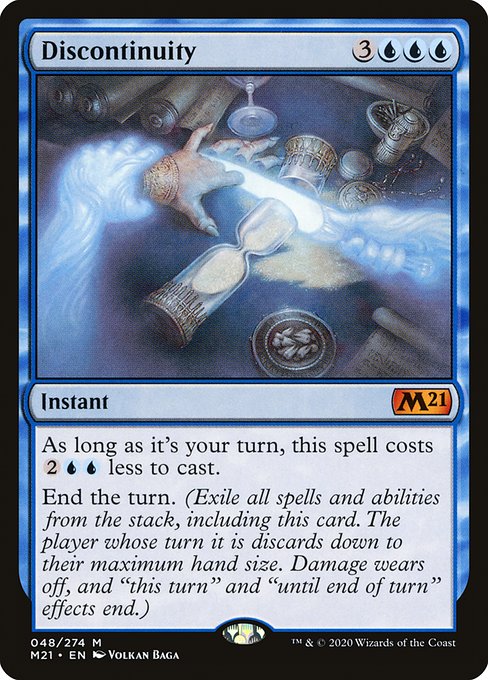 Discontinuity 3
Instant M21
As long as it's your turn, this spell costs
2 less to cast.
End the turn. (Exile all spells and abilities
from the stack, including this card. The
player whose turn it is discards down to
their maximum hand size. Damage wears
off, and “this turn” and “until end of turn”
effects end.)
048/274 M
M21 • EN Volkan Baga
™ & © 2020 Wizards of the Coast